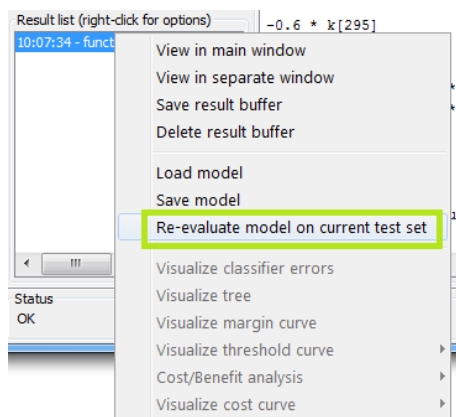 Result list (right-click for options)
-0.6 * k[295]
10:07:34 - funct
View in main window
View in separate window
Save result buffer
Delete result buffer
Load model
Save model
Re-evaluate model on current test set
Visualize classifier errors
Visualize tree
Status
OK
Visualize margin curve
Visualize threshold curve
Cost/Benefit analysis
Visualize cost curve